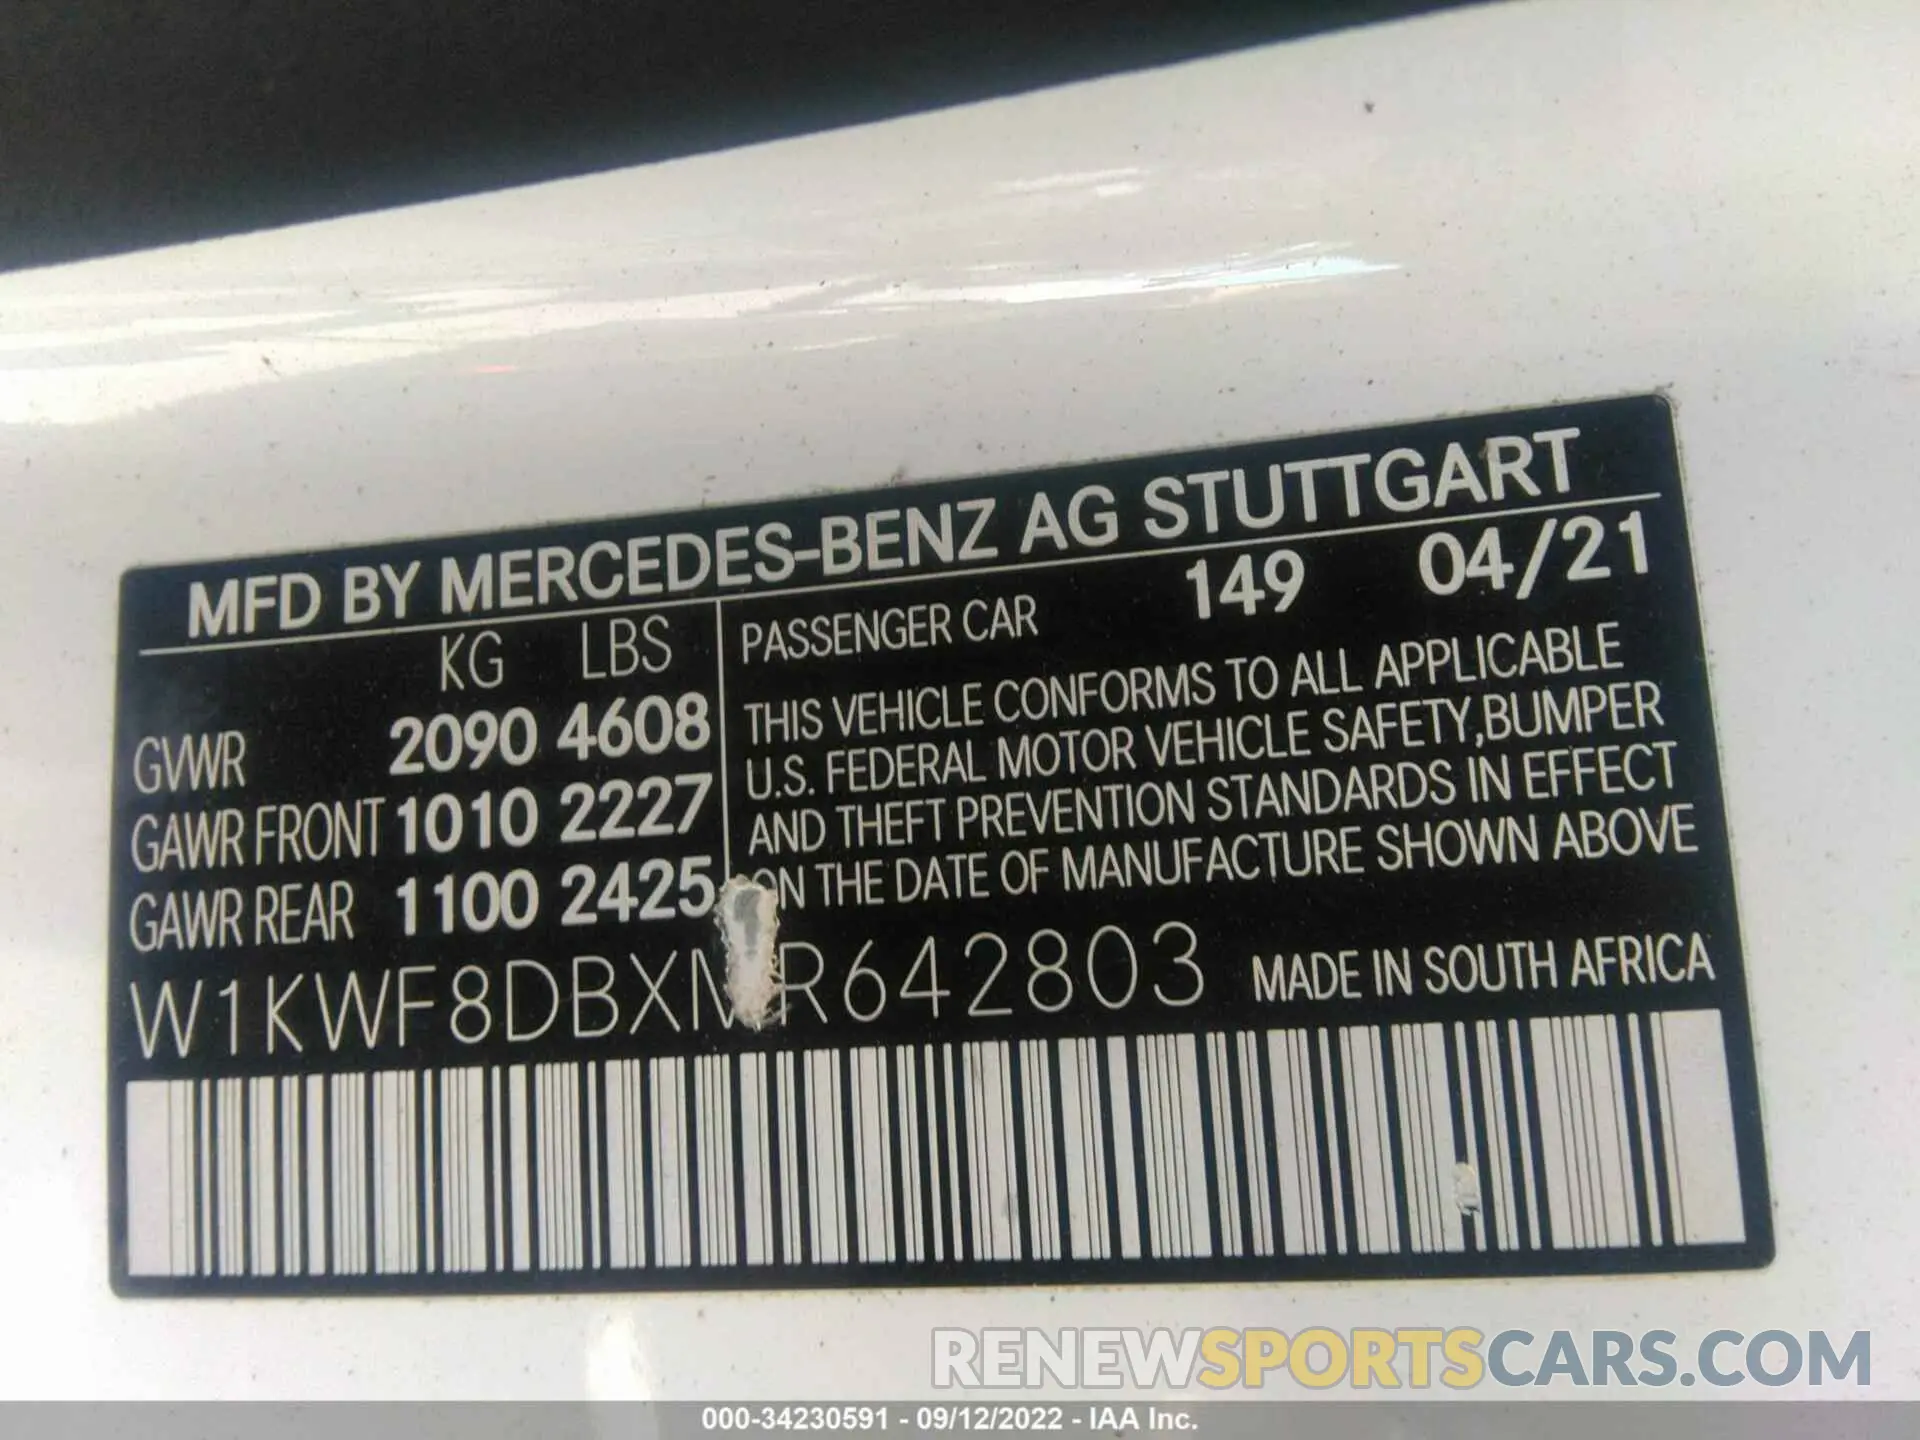 MFD BY MERCEDES-BENZ AG STUTTGART
KG LBS
GVWR 2090 4608
GAWR FRONT 1010 2227
GAWR REAR 1100 2425
PASSENGER CAR 149 04/21
THIS VEHICLE CONFORMS TO ALL APPLICABLE
U.S. FEDERAL MOTOR VEHICLE SAFETY,BUMPER
AND THEFT PREVENTION STANDARDS IN EFFECT
ON THE DATE OF MANUFACTURE SHOWN ABOVE
W1KWF8DBXMR642803 MADE IN SOUTH AFRICA
RENEWSPORTSCARS.COM
000-34230591 - 09/12/2022 - IAA Inc.